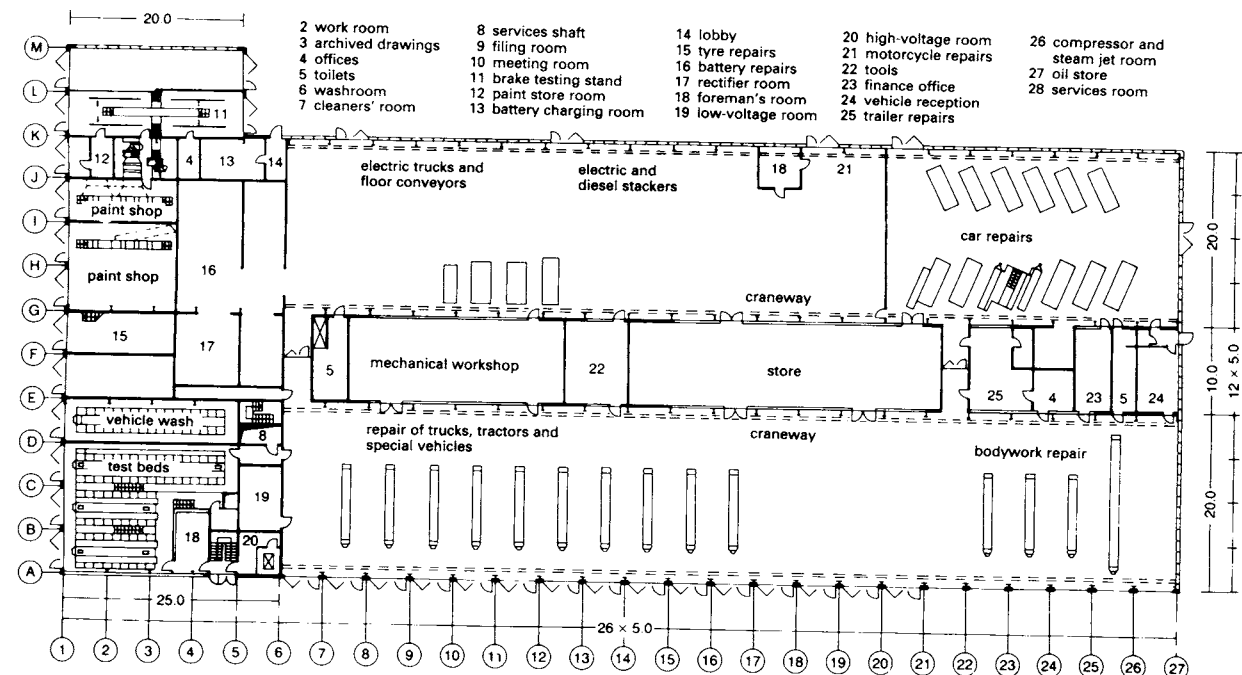 20.0
2 work room
3 archived drawings
4 offices
5 toilets
6 washroom
7 cleaners' room
8 services shaft
9 filing room
10 meeting room
11 brake testing stand
12 paint store room
13 battery charging room
14 lobby
15 tyre repairs
16 battery repairs
17 rectifier room
18 foreman's room
19 low-voltage room
20 high-voltage room
21 motorcycle repairs
22 tools
23 finance office
24 vehicle reception
25 trailer repairs
26 compressor and
steam jet room
27 oil store
28 services room
M
L
11
K
12
4
13
14
electric trucks and
floor conveyors
electric and
diesel stackers
18
21
J
paint shop
I
car repairs
20.0
H
paint shop
16
craneway
G
15
17
F
5
mechanical workshop
22
store
25
4
23
5
24
10.0
12 × 5.0
E
vehicle wash
8
repair of trucks, tractors and
special vehicles
craneway
bodywork repair
D
test beds
C
19
B
18
20
20.0
A
25.0
26 × 5.0
1 2 3 4 5 6 7 8 9 10 11 12 13 14 15 16 17 18 19 20 21 22 23 24 25 26 27